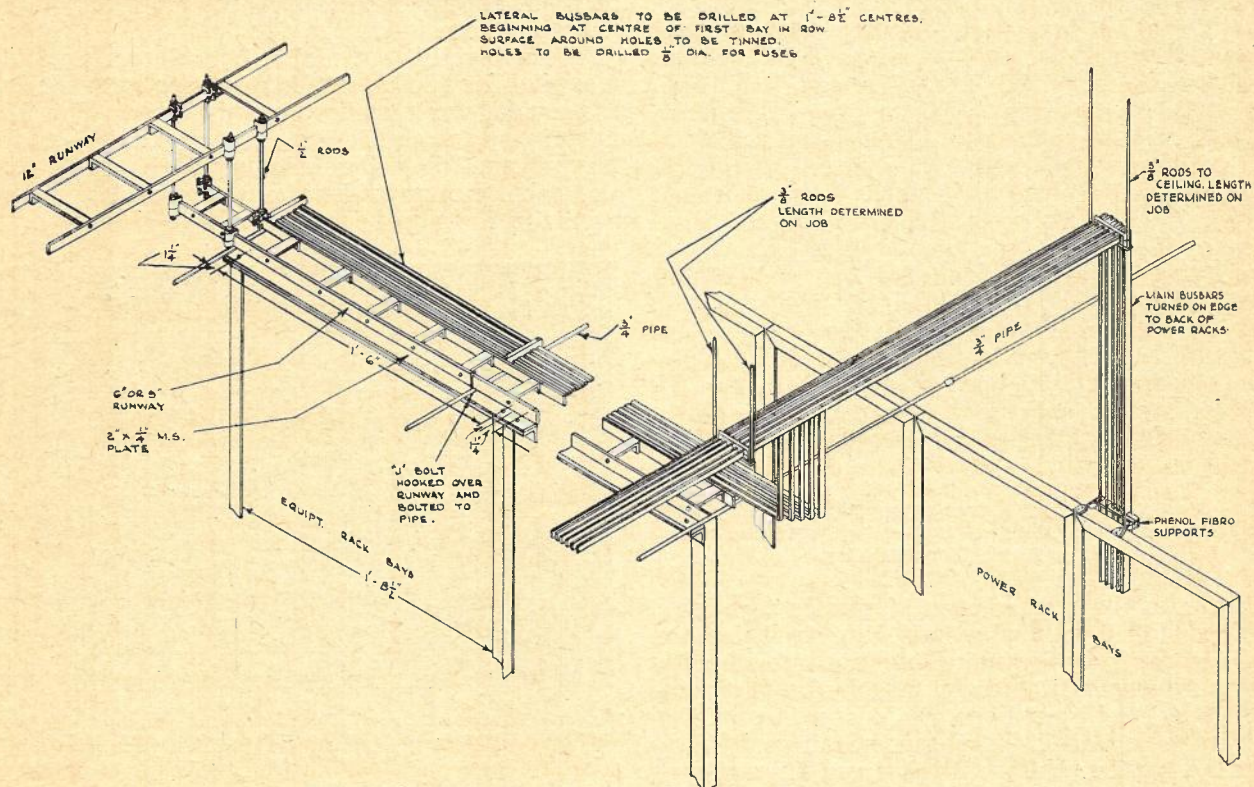 LATERAL BUSBARS TO BE DRILLED AT 1'-8½" CENTRES,
BEGINNING AT CENTRE OF FIRST BAY IN ROW
SURFACE AROUND HOLES TO BE TINNED.
HOLES TO BE DRILLED ⅛" DIA. FOR FUSES
12" RUNWAY
½" RODS
⅜" RODS
LENGTH DETERMINED
ON JOB
⅝" RODS TO
CEILING. LENGTH
DETERMINED ON
JOB
1¼"
¾" PIPE
¾" PIPE
MAIN BUSBARS
TURNED ON EDGE
TO BACK OF
POWER RACKS.
1'-6"
6" OR 9"
RUNWAY
2" x ¼" M.S.
PLATE
1¼"
"J" BOLT
HOOKED OVER
RUNWAY AND
BOLTED TO
PIPE.
EQUIPT. RACK BAYS
1'-8½"
PHENOL FIBRO
SUPPORTS
POWER RACK BAYS